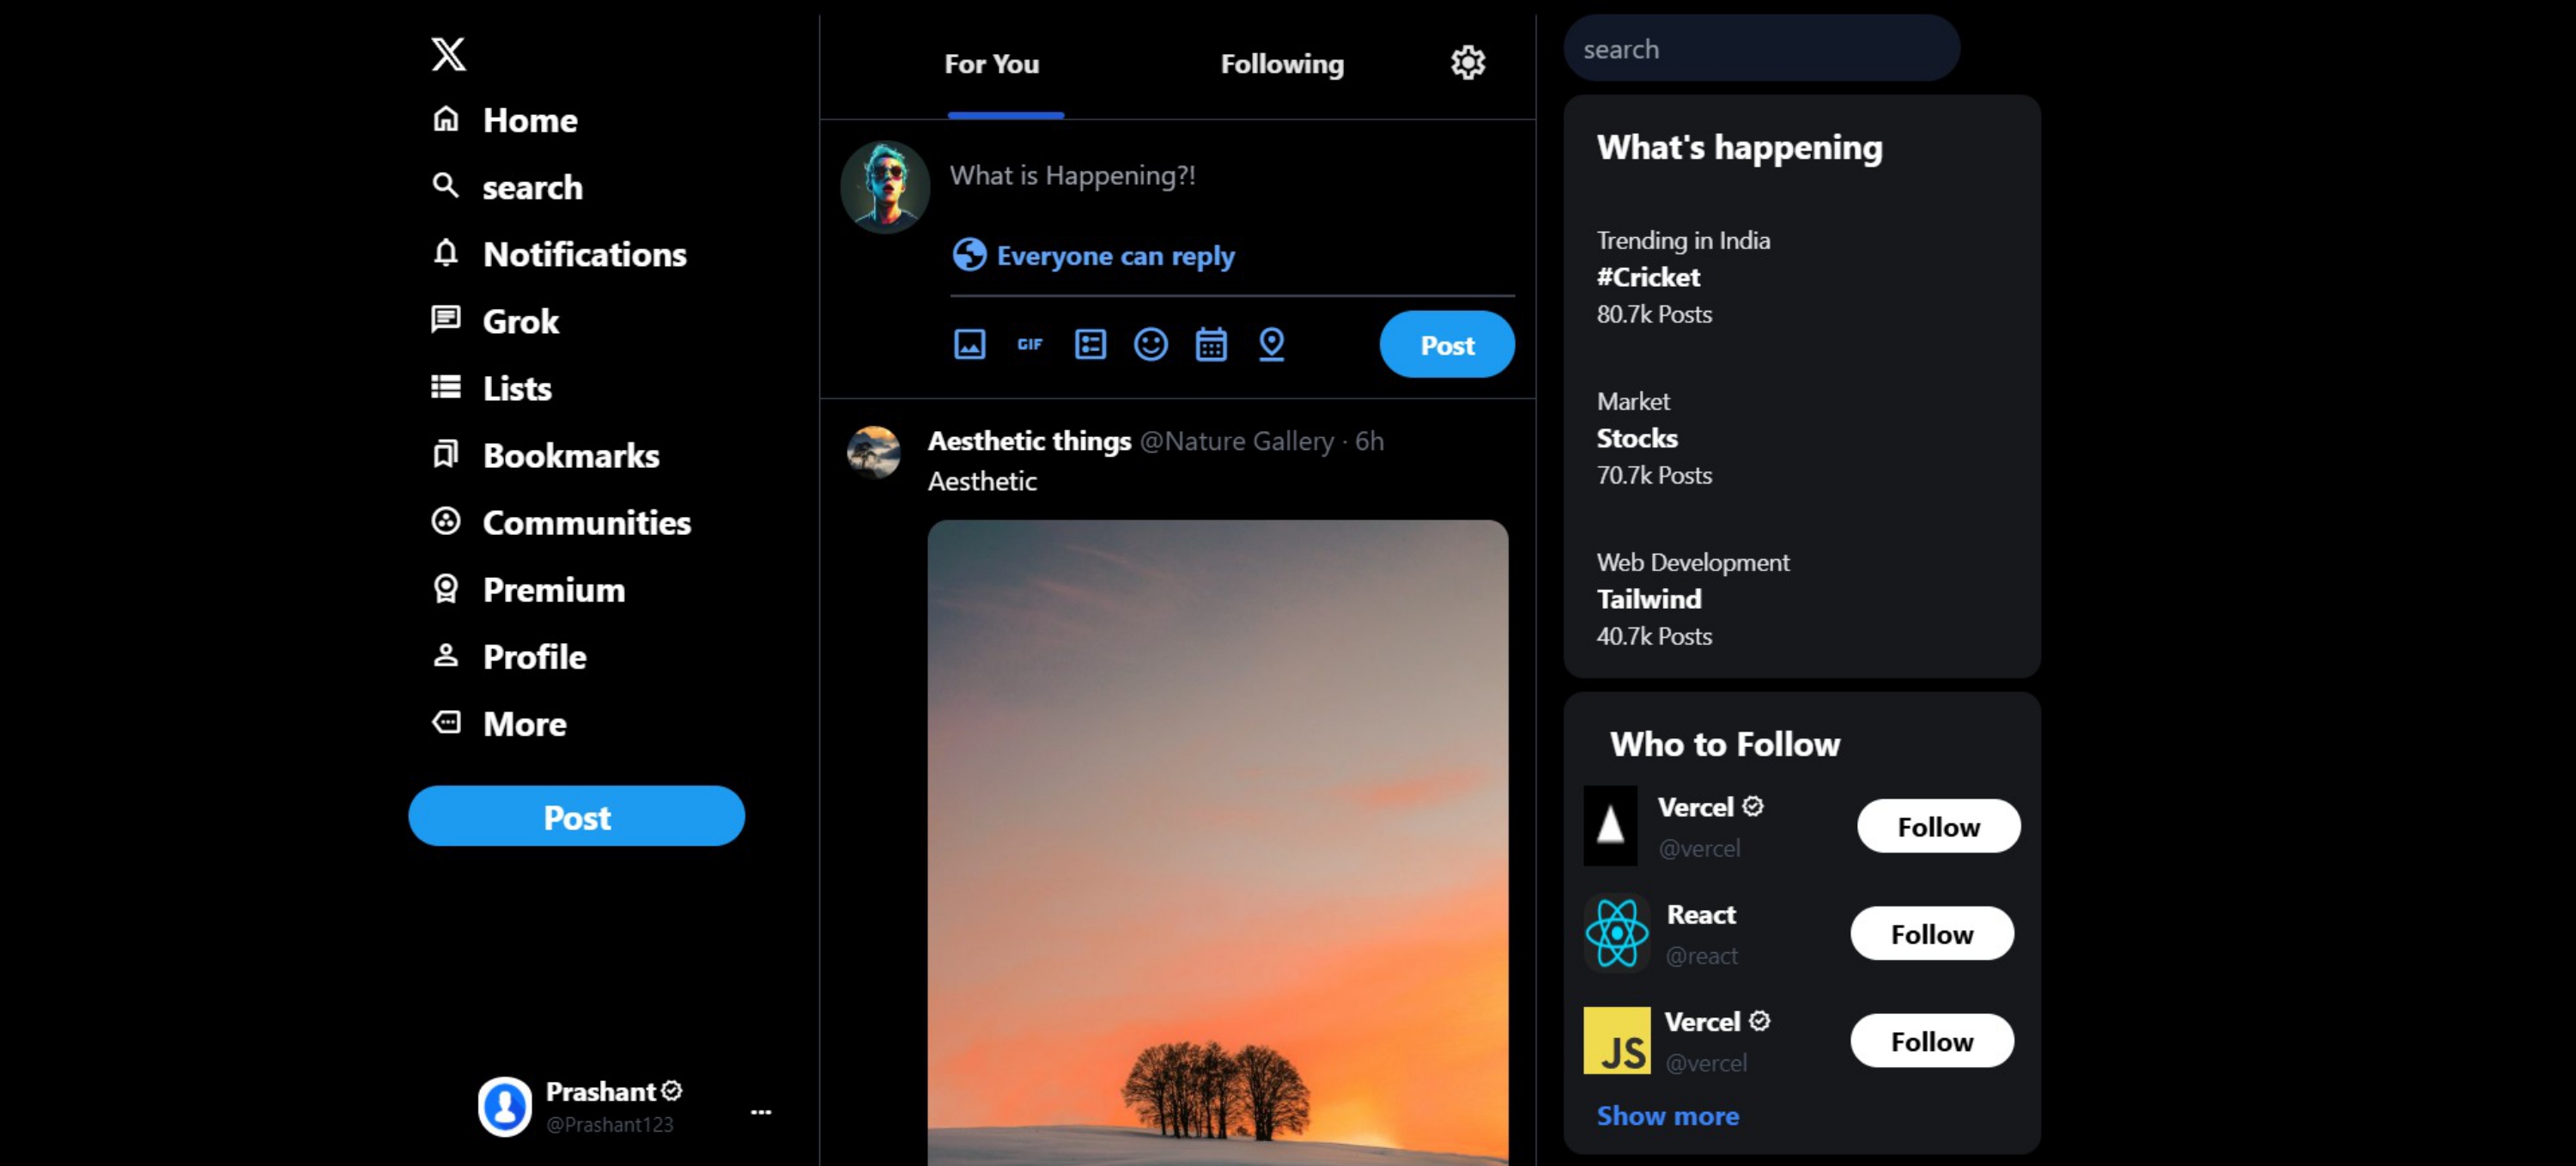 X
Home
search
Notifications
Grok
Lists
Bookmarks
Communities
Premium
Profile
More
Post
Prashant
@Prashant123
For You
Following
What is Happening?!
Everyone can reply
GIF
Post
Aesthetic things @Nature Gallery · 6h
Aesthetic
search
What's happening
Trending in India
#Cricket
80.7k Posts
Market
Stocks
70.7k Posts
Web Development
Tailwind
40.7k Posts
Who to Follow
Vercel
@vercel
Follow
React
@react
Follow
JS
Vercel
@vercel
Follow
Show more